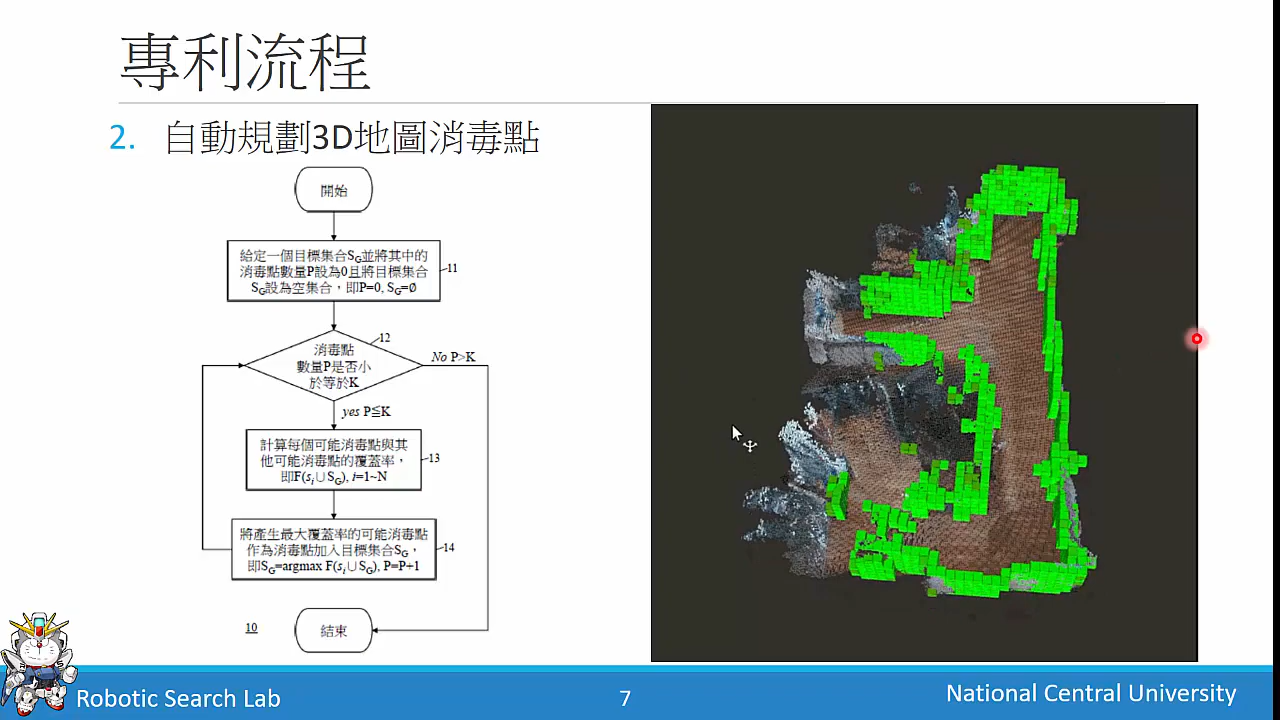 專利流程
2. 自動規劃3D地圖消毒點
開始
給定一個目標集合SG並將其中的
消毒點數量P設為0且將目標集合
SG設為空集合，即P=0, SG=∅
11
12
消毒點
數量P是否小
於等於K
No P>K
yes P≦K
計算每個可能消毒點與其
他可能消毒點的覆蓋率，
即F(si∪SG), i=1~N
13
將產生最大覆蓋率的可能消毒點
作為消毒點加入目標集合SG，
即SG=argmax F(si∪SG), P=P+1
14
10
結束
Robotic Search Lab
7
National Central University